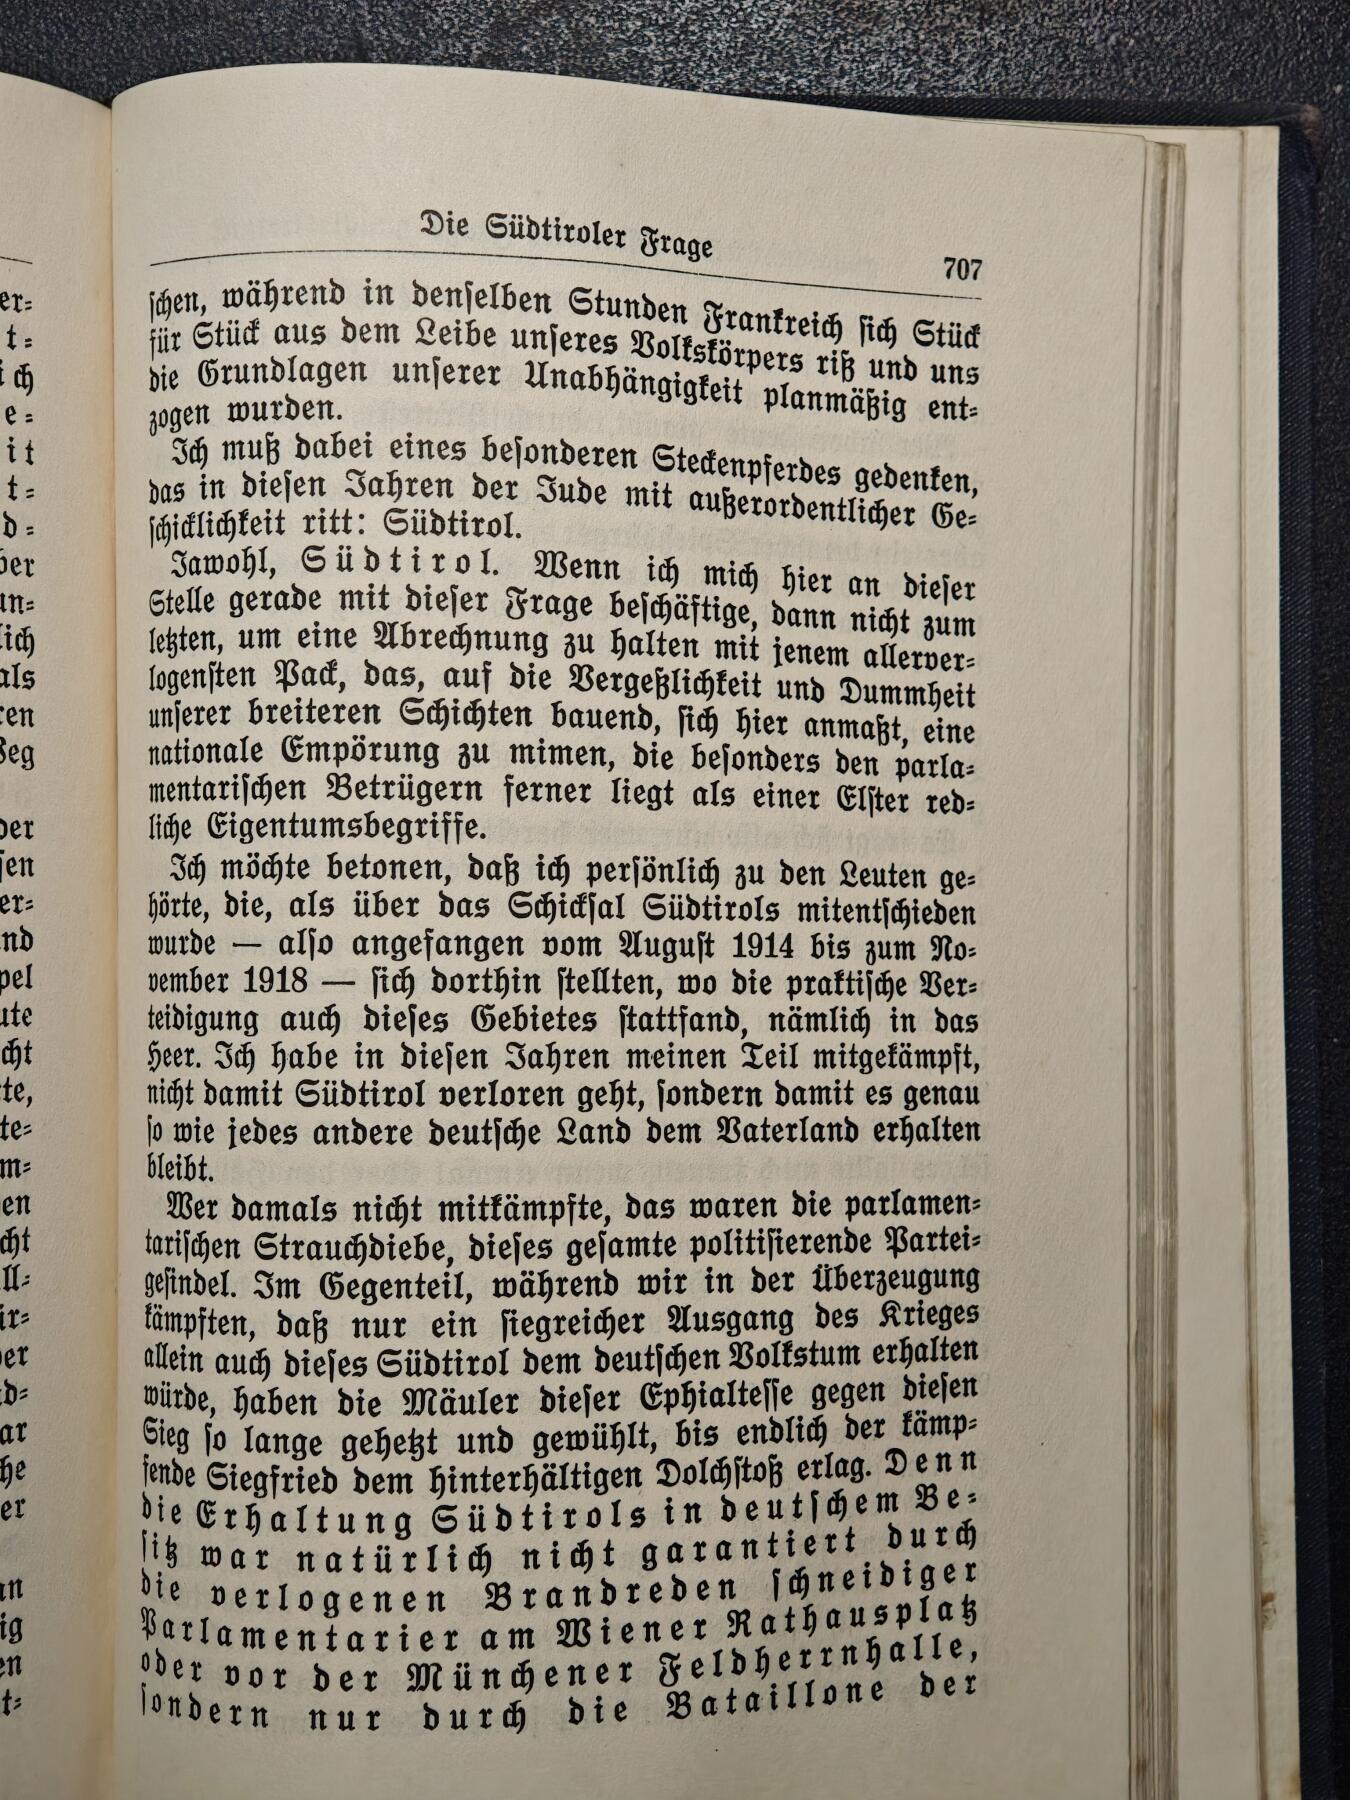 Die Südtiroler Frage
707
schen, während in denselben Stunden Frankreich sich Stück
für Stück aus dem Leibe unseres Volkskörpers riß und uns
die Grundlagen unserer Unabhängigkeit planmäßig ent-
zogen wurden.
Ich muß dabei eines besonderen Steckenpferdes gedenken,
das in diesen Jahren der Jude mit außerordentlicher Ge-
schicklichkeit ritt: Südtirol.
Jawohl, Südtirol. Wenn ich mich hier an dieser
Stelle gerade mit dieser Frage beschäftige, dann nicht zum
letzten, um eine Abrechnung zu halten mit jenem allerver-
logensten Pack, das, auf die Vergeßlichkeit und Dummheit
unserer breiteren Schichten bauend, sich hier anmaßt, eine
nationale Empörung zu mimen, die besonders den parla-
mentarischen Betrügern ferner liegt als einer Elster red-
liche Eigentumsbegriffe.
Ich möchte betonen, daß ich persönlich zu den Leuten ge-
hörte, die, als über das Schicksal Südtirols mitentschieden
wurde — also angefangen vom August 1914 bis zum No-
vember 1918 — sich dorthin stellten, wo die praktische Ver-
teidigung auch dieses Gebietes stattfand, nämlich in das
Heer. Ich habe in diesen Jahren meinen Teil mitgekämpft,
nicht damit Südtirol verloren geht, sondern damit es genau
so wie jedes andere deutsche Land dem Vaterland erhalten
bleibt.
Wer damals nicht mitkämpfte, das waren die parlamen-
tarischen Strauchdiebe, dieses gesamte politisierende Partei-
gesindel. Im Gegenteil, während wir in der Überzeugung
kämpften, daß nur ein siegreicher Ausgang des Krieges
allein auch dieses Südtirol dem deutschen Volkstum erhalten
würde, haben die Mäuler dieser Ephialtesse gegen diesen
Sieg so lange gehetzt und gewühlt, bis endlich der kämp-
fende Siegfried dem hinterhältigen Dolchstoß erlag. Denn
die Erhaltung Südtirols in deutschem Be-
sitz war natürlich nicht garantiert durch
die verlogenen Brandreden schneidiger
Parlamentarier am Wiener Rathausplatz
oder vor der Münchener Feldherrnhalle,
sondern nur durch die Bataillone der